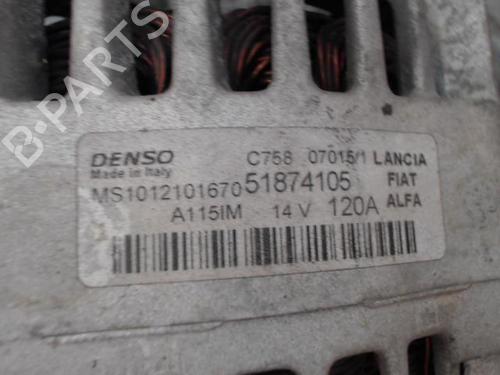 B-PARTS
DENSO C758 07015/1 LANCIA
Made in Italy
MS1012101670 51874105 FIAT
A115IM 14 V 120A ALFA